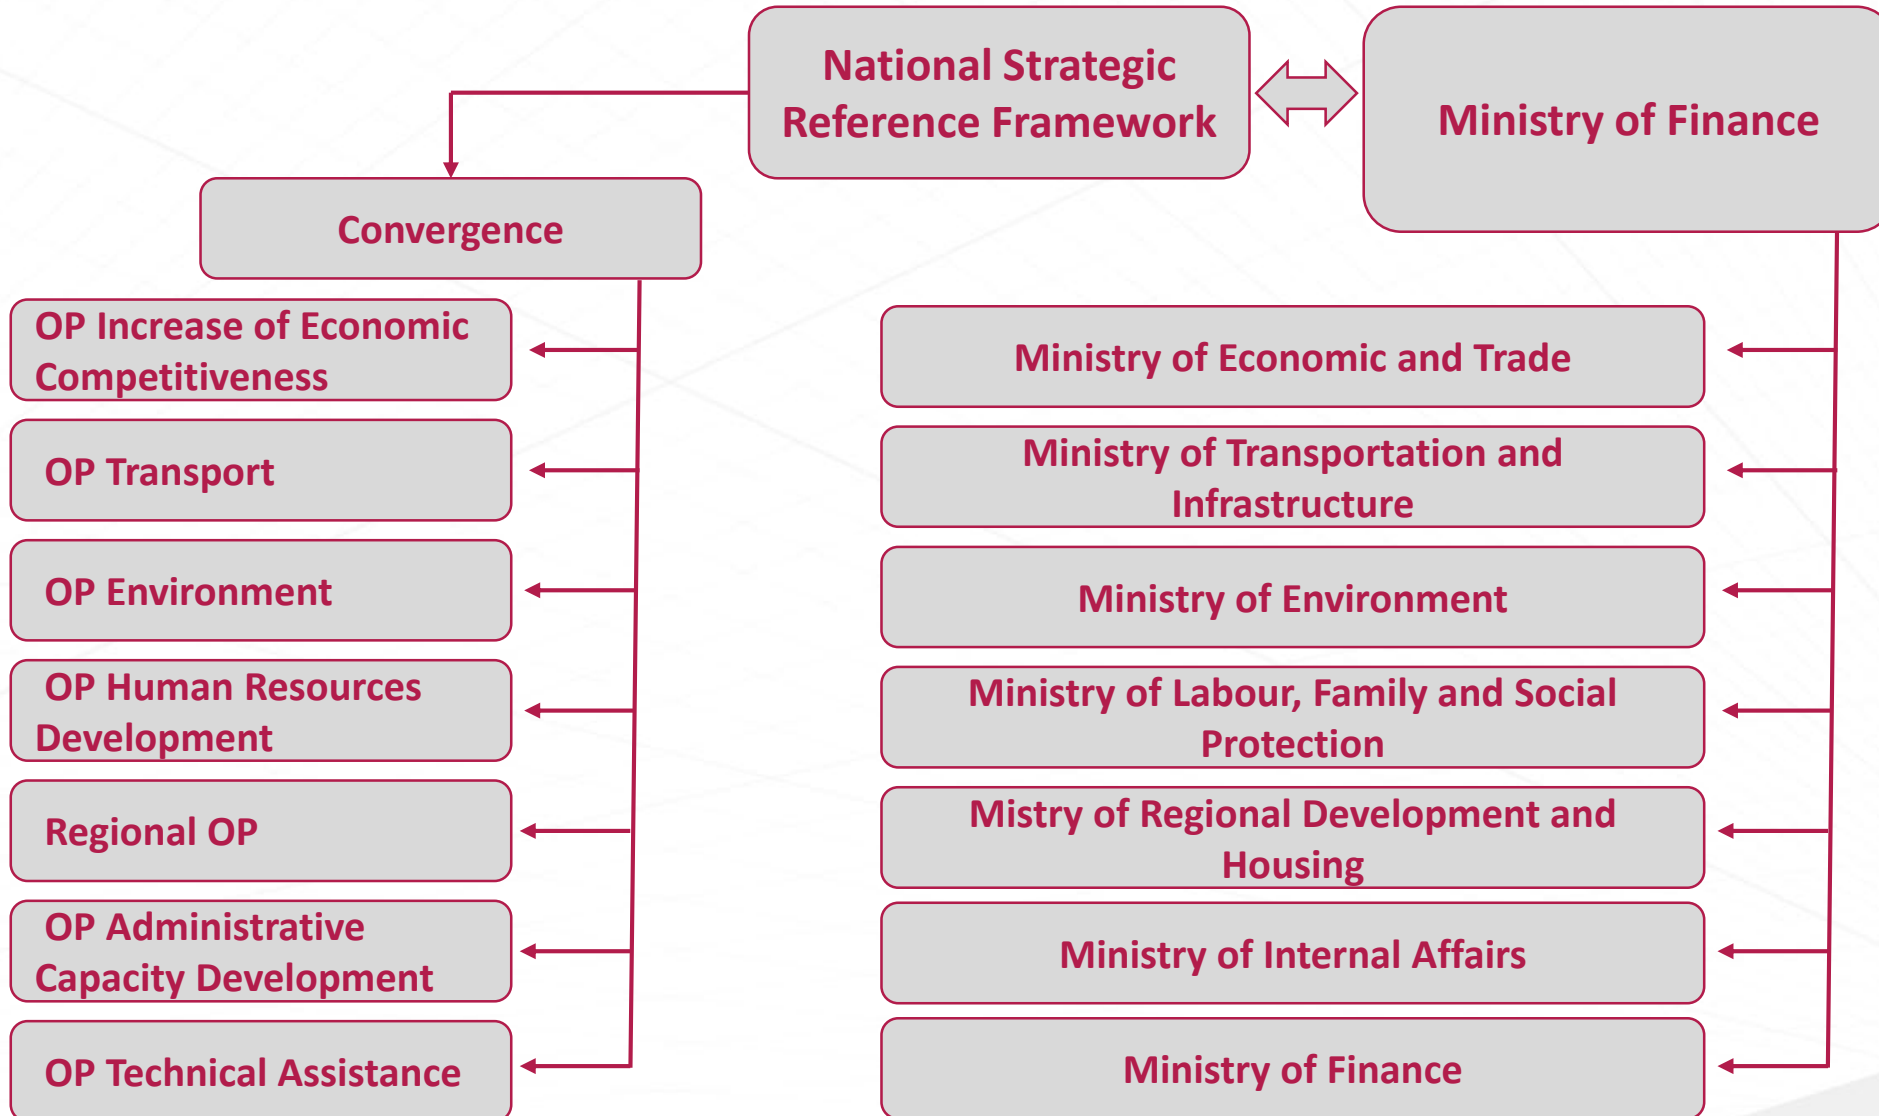 National Strategic
Reference Framework
Ministry of Finance
Convergence
OP Increase of Economic
Competitiveness
OP Transport
OP Environment
OP Human Resources
Development
Regional OP
OP Administrative
Capacity Development
OP Technical Assistance
Ministry of Economic and Trade
Ministry of Transportation and
Infrastructure
Ministry of Environment
Ministry of Labour, Family and Social
Protection
Mistry of Regional Development and
Housing
Ministry of Internal Affairs
Ministry of Finance